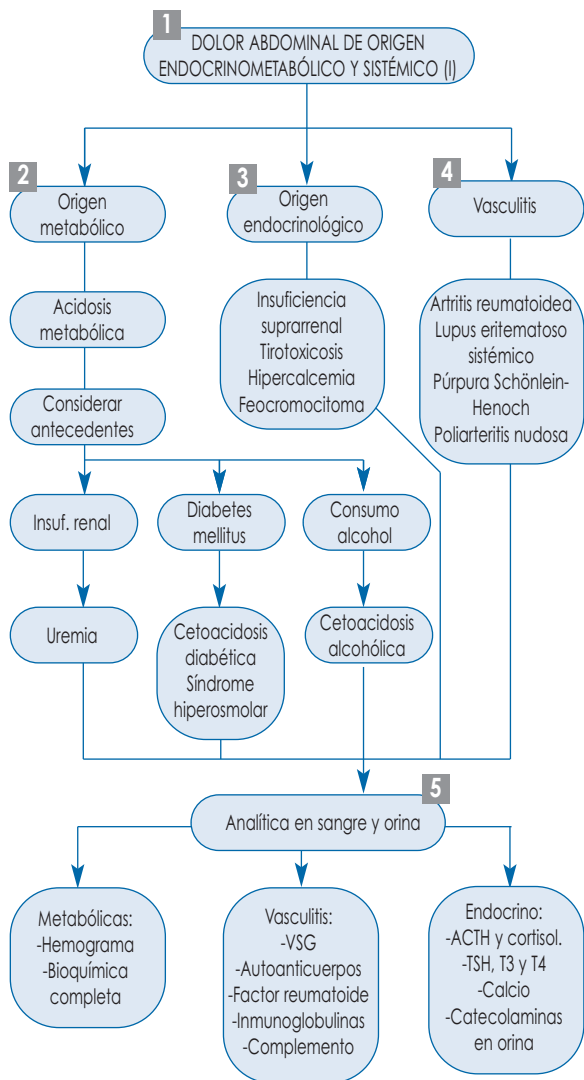 1
DOLOR ABDOMINAL DE ORIGEN
ENDOCRINOMETABÓLICO Y SISTÉMICO (I)
2
Origen
metabólico
3
Origen
endocrinológico
4
Vasculitis
Acidosis
metabólica
Considerar
antecedentes
Insuficiencia
suprarrenal
Tirotoxicosis
Hipercalcemia
Feocromocitoma
Artritis reumatoidea
Lupus eritematoso
sistémico
Púrpura Schönlein-
Henoch
Poliarteritis nudosa
Insuf. renal
Diabetes
mellitus
Consumo
alcohol
Uremia
Cetoacidosis
diabética
Síndrome
hiperosmolar
Cetoacidosis
alcohólica
5
Analítica en sangre y orina
Metabólicas:
-Hemograma
-Bioquímica
completa
Vasculitis:
-VSG
-Autoanticuerpos
-Factor reumatoide
-Inmunoglobulinas
-Complemento
Endocrino:
-ACTH y cortisol.
-TSH, T3 y T4
-Calcio
-Catecolaminas
en orina